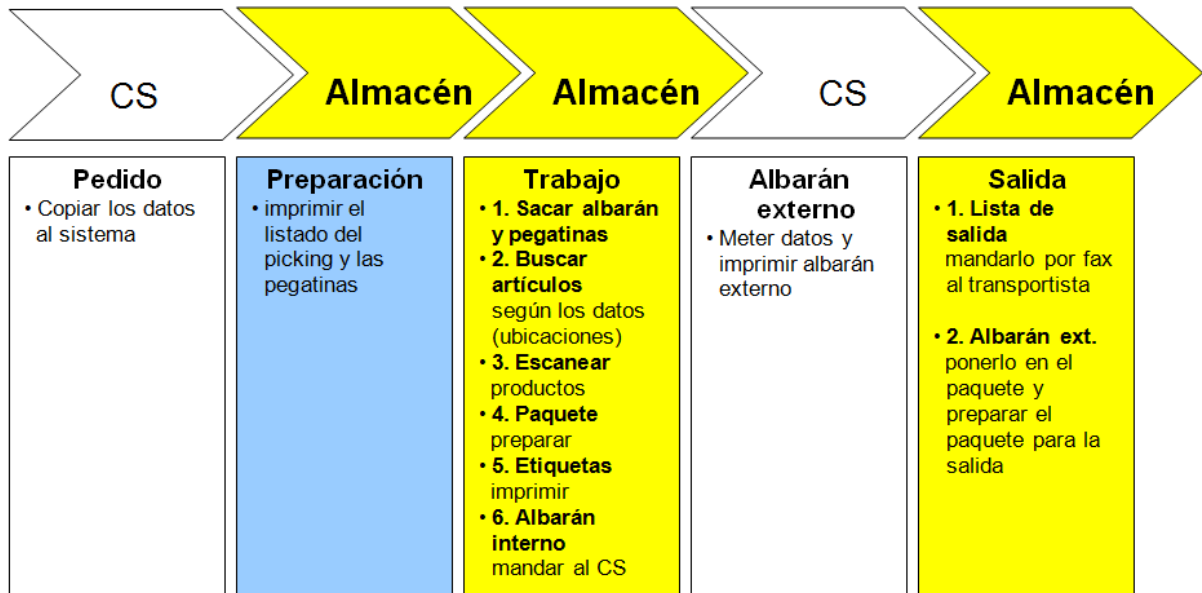 CS
Almacén
Almacén
CS
Almacén
Pedido
• Copiar los datos
al sistema
Preparación
• imprimir el
listado del
picking y las
pegatinas
Trabajo
• 1. Sacar albarán
y pegatinas
• 2. Buscar
artículos
según los datos
(ubicaciones)
• 3. Escanear
productos
• 4. Paquete
preparar
• 5. Etiquetas
imprimir
• 6. Albarán
interno
mandar al CS
Albarán
externo
• Meter datos y
imprimir albarán
externo
Salida
• 1. Lista de
salida
mandarlo por fax
al transportista
• 2. Albarán ext.
ponerlo en el
paquete y
preparar el
paquete para la
salida